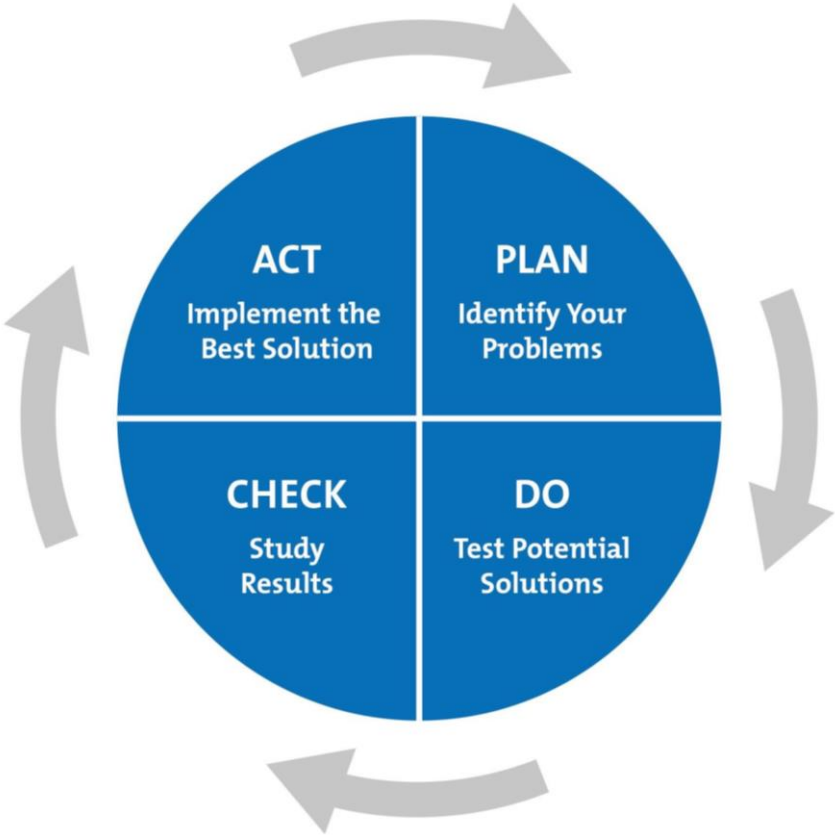 ACT
Implement the
Best Solution
PLAN
Identify Your
Problems
CHECK
Study
Results
DO
Test Potential
Solutions